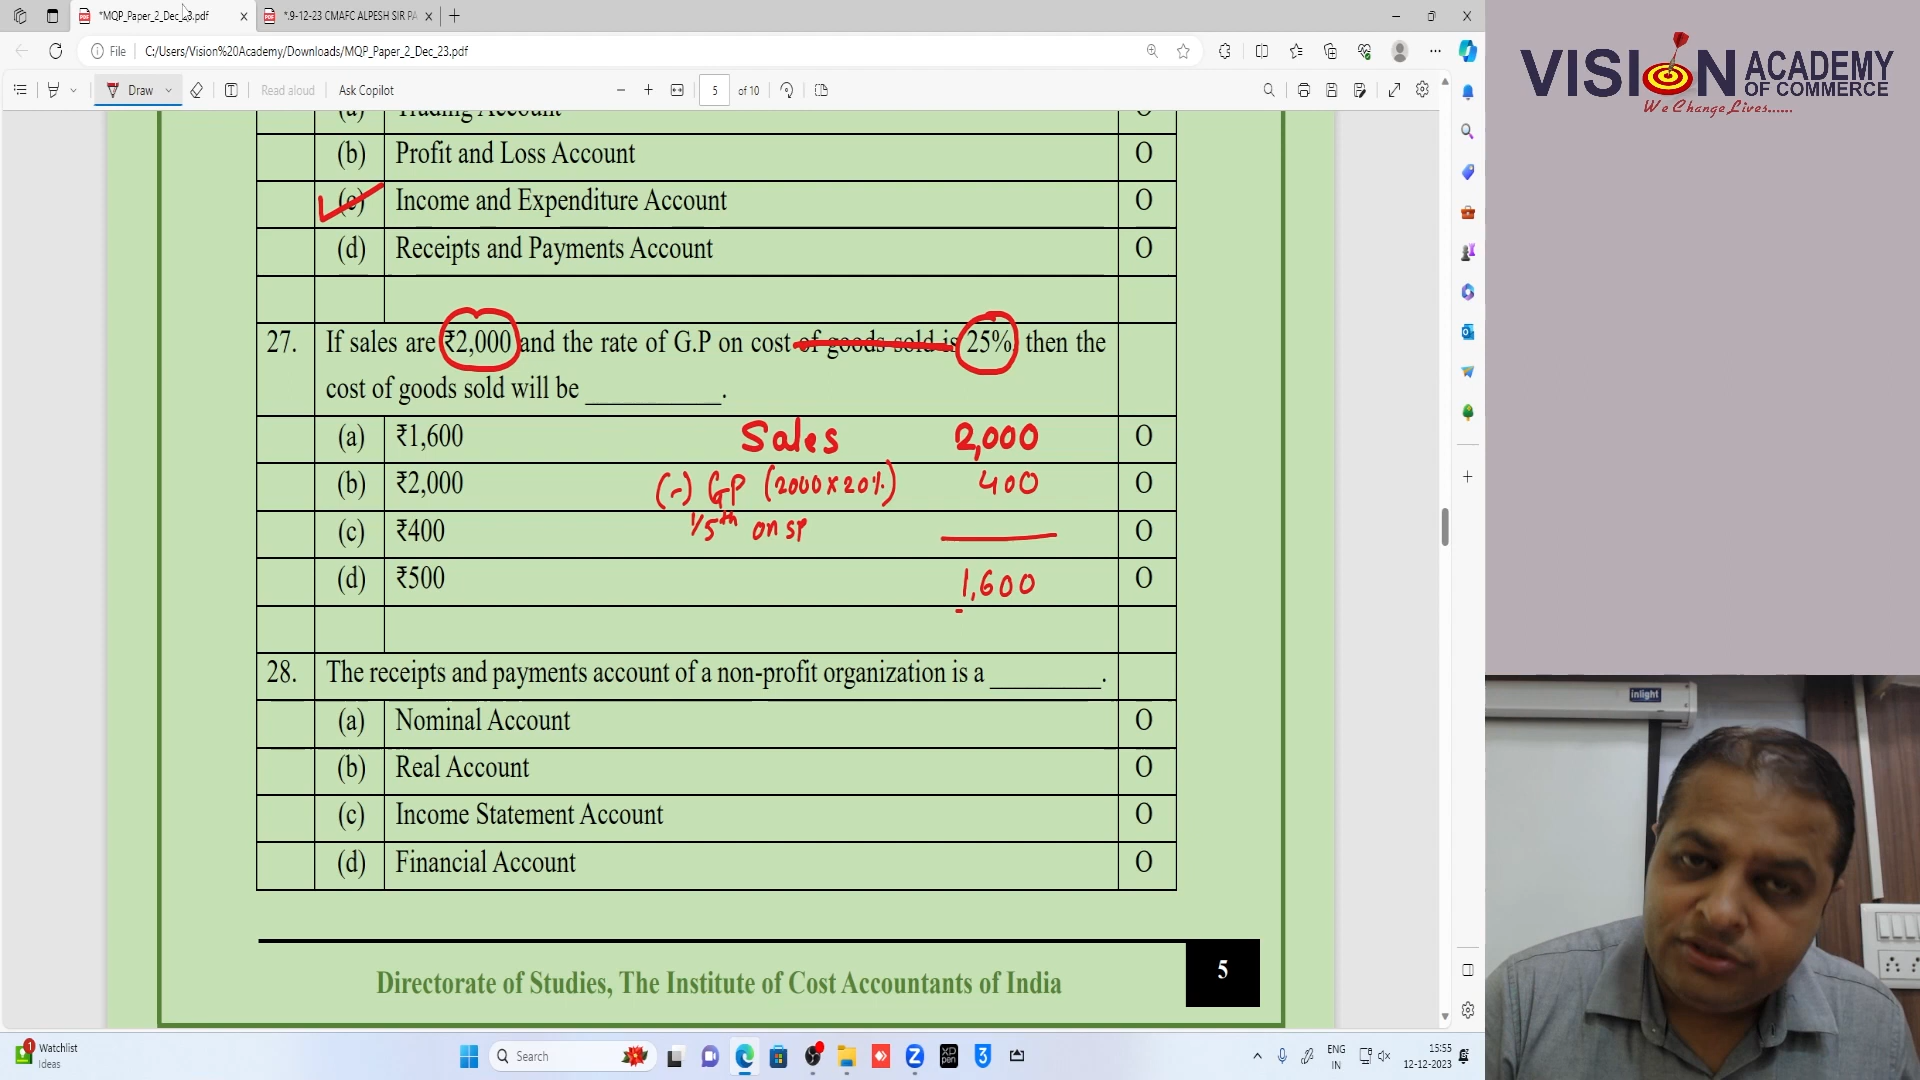 *MQP_Paper_2_Dec_23.pdf
*.9-12-23 CMAFC ALPESH SIR PA
File C:/Users/Vision%20Academy/Downloads/MQP_Paper_2_Dec_23.pdf
Draw
Read aloud
Ask Copilot
5 of 10
VISION ACADEMY
OF COMMERCE
We Change Lives......
(a) Trading Account O
(b) Profit and Loss Account O
(c) Income and Expenditure Account O
(d) Receipts and Payments Account O
27. If sales are ₹2,000 and the rate of G.P on cost of goods sold is 25%, then the
cost of goods sold will be __________.
(a) ₹1,600 Sales 2,000 O
(b) ₹2,000 (-) GP (2000 x 20%) 400 O
(c) ₹400 1/5th on SP O
(d) ₹500 1,600 O
28. The receipts and payments account of a non-profit organization is a ________.
(a) Nominal Account O
(b) Real Account O
(c) Income Statement Account O
(d) Financial Account O
Directorate of Studies, The Institute of Cost Accountants of India 5
inlight
1 Watchlist
Ideas
Search
ENG
IN
15:55
12-12-2023